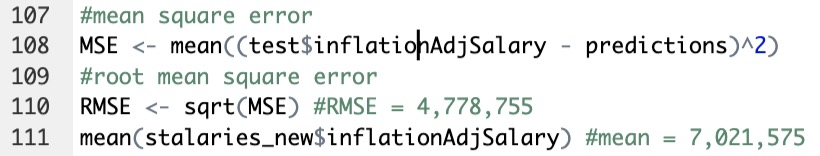 107 #mean square error
108 MSE <- mean((test$inflationAdjSalary - predictions)^2)
109 #root mean square error
110 RMSE <- sqrt(MSE) #RMSE = 4,778,755
111 mean(stalaries_new$inflationAdjSalary) #mean = 7,021,575